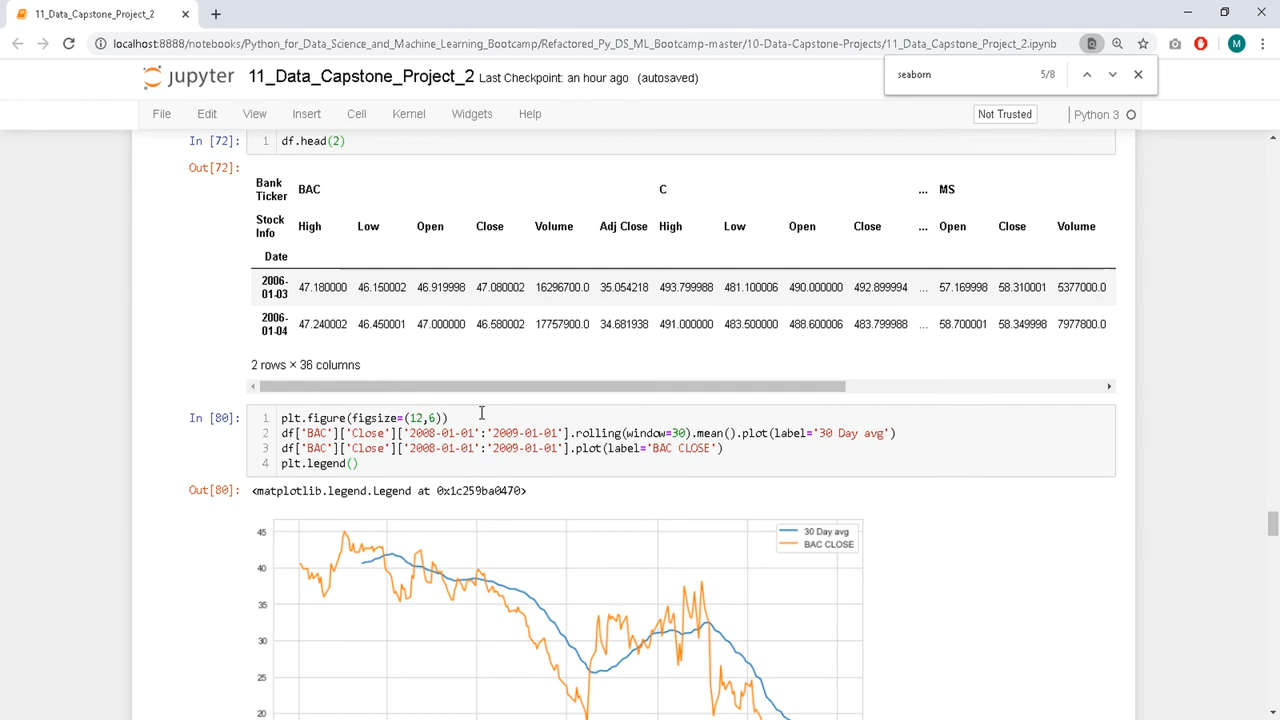 11_Data_Capstone_Project_2
localhost:8888/notebooks/Python_for_Data_Science_and_Machine_Learning_Bootcamp/Refactored_Py_DS_ML_Bootcamp-master/10-Data-Capstone-Projects/11_Data_Capstone_Project_2.ipynb
M
seaborn 5/8
jupyter 11_Data_Capstone_Project_2 Last Checkpoint: an hour ago (autosaved)
File Edit View Insert Cell Kernel Widgets Help Not Trusted Python 3
In [72]: 1 df.head(2)
Out[72]:
Bank Ticker BAC C ... MS
Stock Info High Low Open Close Volume Adj Close High Low Open Close ... Open Close Volume
Date
2006-01-03 47.180000 46.150002 46.919998 47.080002 16296700.0 35.054218 493.799988 481.100006 490.000000 492.899994 ... 57.169998 58.310001 5377000.0
2006-01-04 47.240002 46.450001 47.000000 46.580002 17757900.0 34.681938 491.000000 483.500000 488.600006 483.799988 ... 58.700001 58.349998 7977800.0
2 rows × 36 columns
In [80]: 1 plt.figure(figsize=(12,6))
2 df['BAC']['Close']['2008-01-01':'2009-01-01'].rolling(window=30).mean().plot(label='30 Day avg')
3 df['BAC']['Close']['2008-01-01':'2009-01-01'].plot(label='BAC CLOSE')
4 plt.legend()
Out[80]: <matplotlib.legend.Legend at 0x1c259ba0470>
30 Day avg
BAC CLOSE
45
40
35
30
25
20